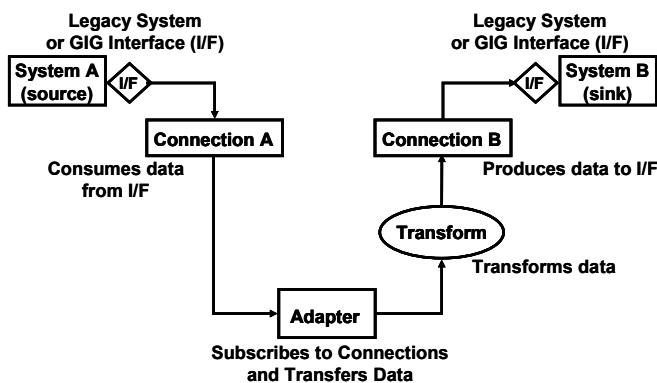 Legacy System
or GIG Interface (I/F)
System A
(source)
I/F
Legacy System
or GIG Interface (I/F)
I/F
System B
(sink)
Connection A
Connection B
Consumes data
from I/F
Produces data to I/F
Transform
Transforms data
Adapter
Subscribes to Connections
and Transfers Data